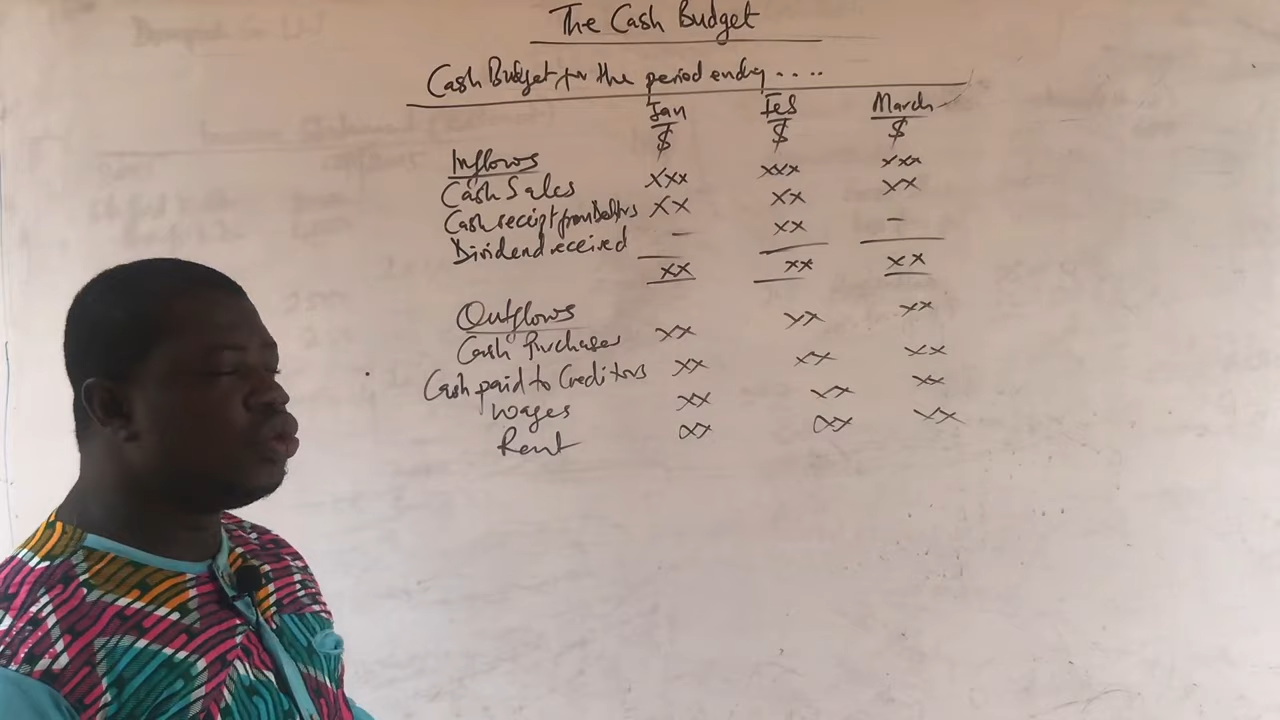 The Cash Budget
Cash Budget for the period ending ....
Jan Feb March
$ $ $
Inflows
Cash Sales xxx xxx xxx
Cash receipt from Debtors xx xx xx
Dividend received – xx –
xx xx xx
Outflows
Cash Purchases xx xx xx
Cash paid to Creditors xx xx xx
Wages xx xx xx
Rent xx xx xx